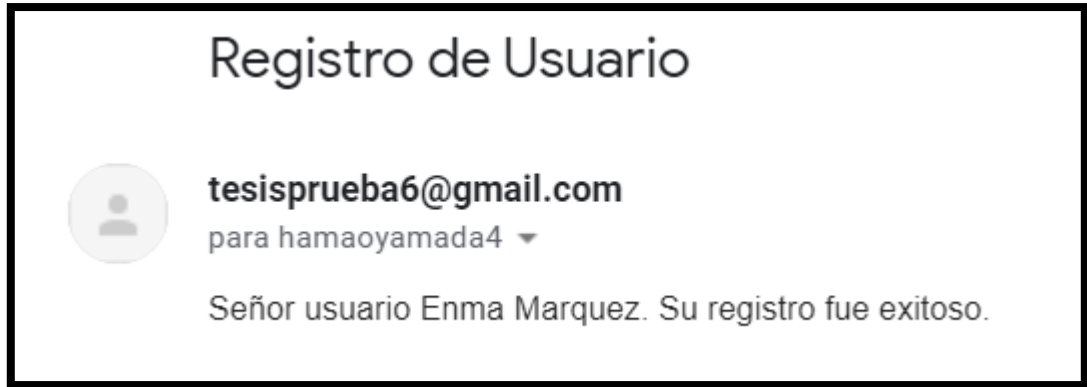 Registro de Usuario
tesisprueba6@gmail.com
para hamaoyamada4
Señor usuario Enma Marquez. Su registro fue exitoso.